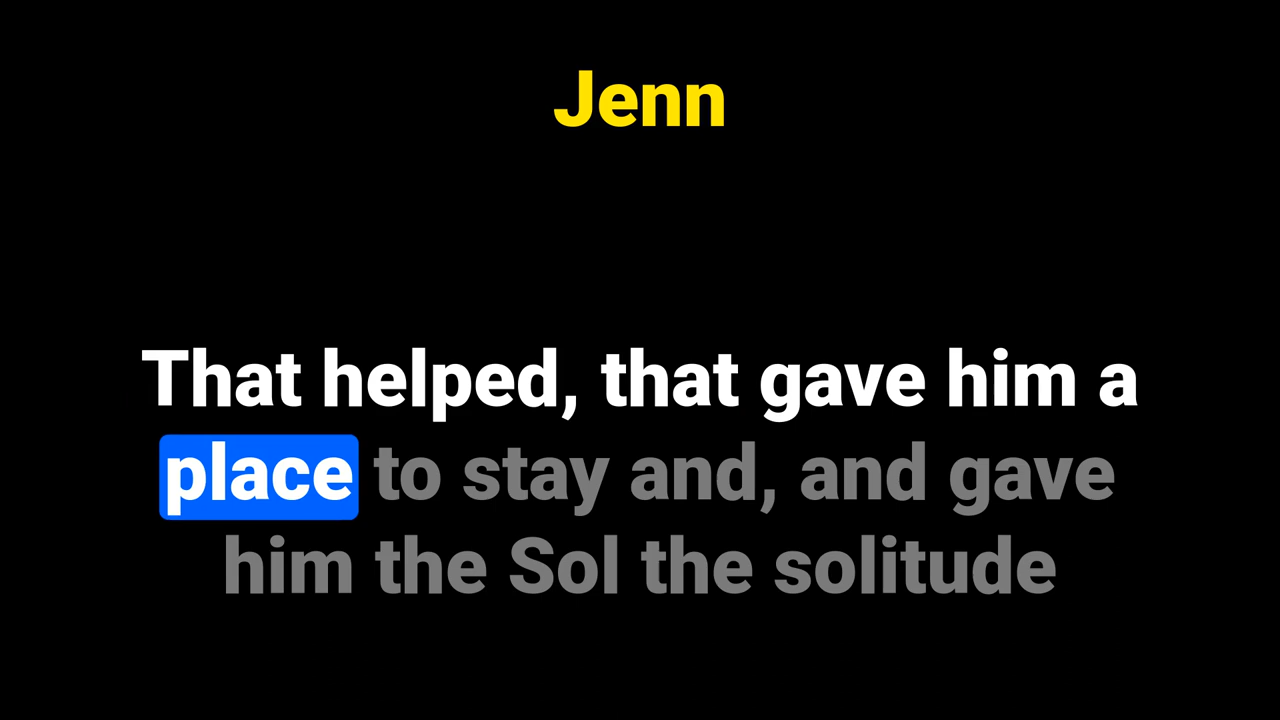 Jenn
That helped, that gave him a
place to stay and, and gave
him the Sol the solitude